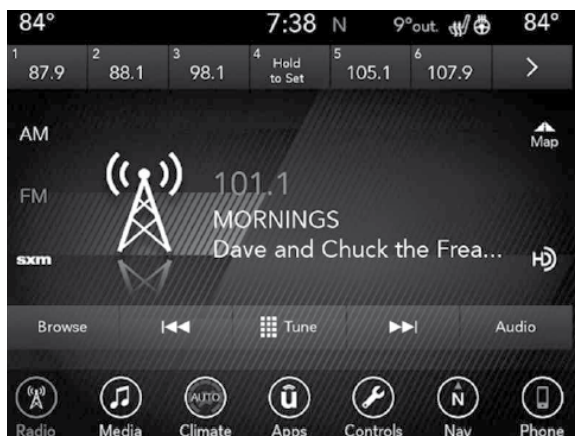 84° 7:38 N 9°out. 84°
1 87.9 2 88.1 3 98.1 4 Hold to Set 5 105.1 6 107.9 >
AM
Map
FM
101.1
MORNINGS
sxm
Dave and Chuck the Frea...
HD
Browse Tune Audio
AUTO ū N
Radio Media Climate Apps Controls Nav Phone